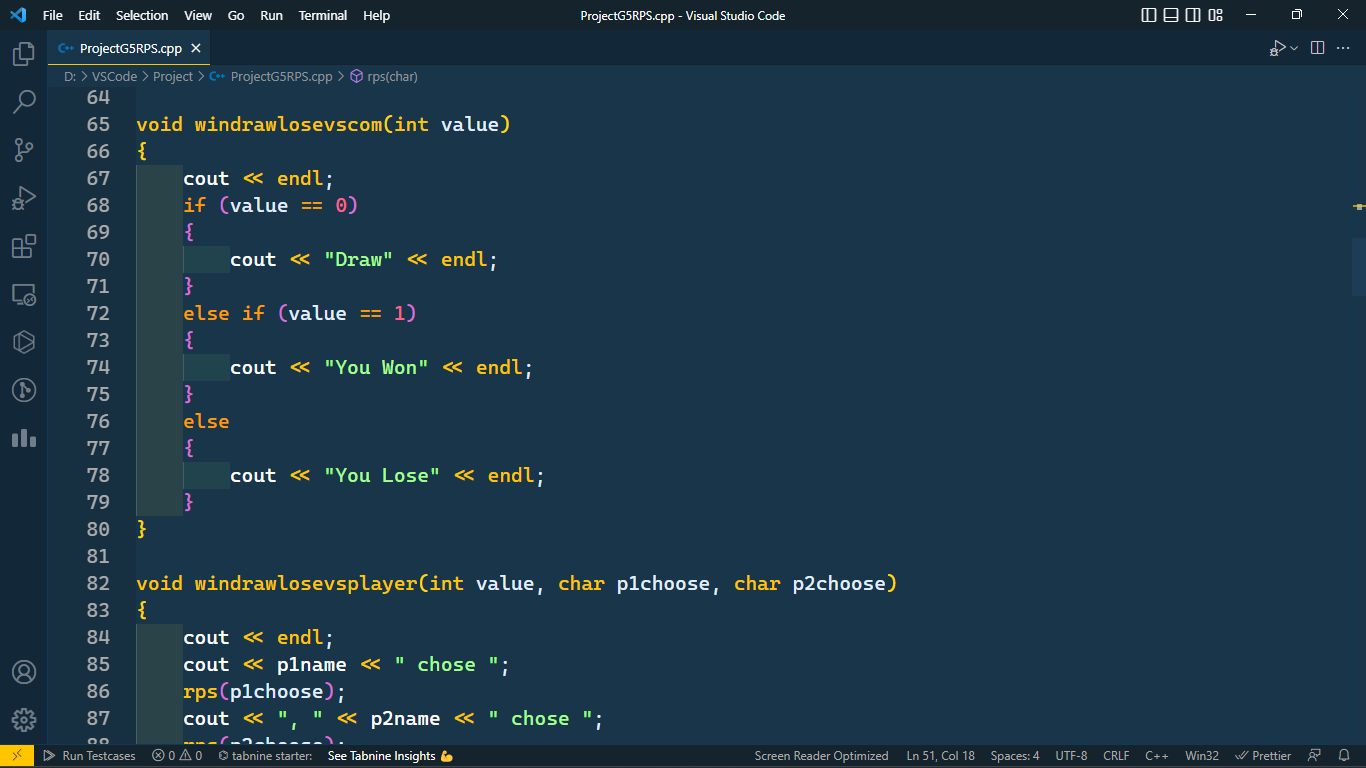 File Edit Selection View Go Run Terminal Help ProjectG5RPS.cpp - Visual Studio Code
C++ ProjectG5RPS.cpp
D: > VSCode > Project > C++ ProjectG5RPS.cpp > rps(char)
64
65 void windrawlosevscom(int value)
66 {
67 cout << endl;
68 if (value == 0)
69 {
70 cout << "Draw" << endl;
71 }
72 else if (value == 1)
73 {
74 cout << "You Won" << endl;
75 }
76 else
77 {
78 cout << "You Lose" << endl;
79 }
80 }
81
82 void windrawlosevsplayer(int value, char p1choose, char p2choose)
83 {
84 cout << endl;
85 cout << p1name << " chose ";
86 rps(p1choose);
87 cout << ", " << p2name << " chose ";
88 rps(p2choose);
Run Testcases 0 0 tabnine starter: See Tabnine Insights 💪 Screen Reader Optimized Ln 51, Col 18 Spaces: 4 UTF-8 CRLF C++ Win32 Prettier